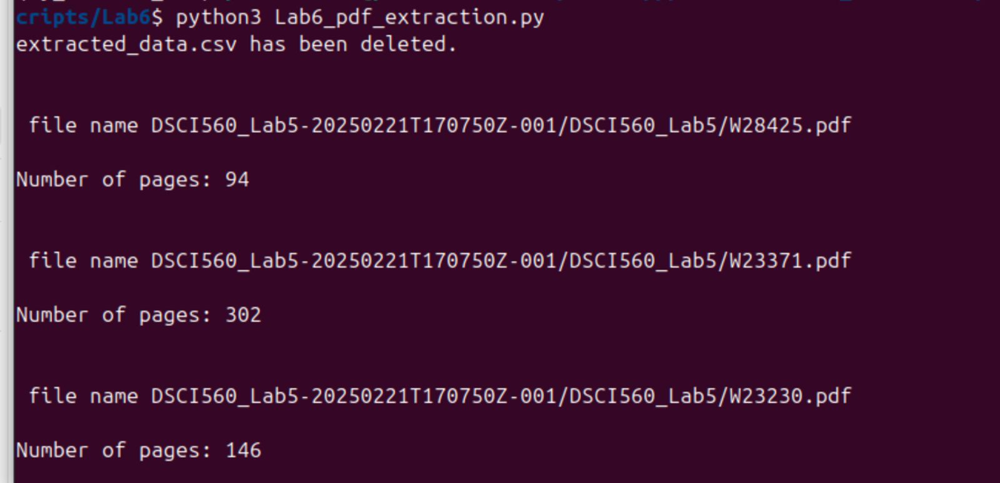 cripts/Lab6$ python3 Lab6_pdf_extraction.py
extracted_data.csv has been deleted.
file name DSCI560_Lab5-20250221T170750Z-001/DSCI560_Lab5/W28425.pdf
Number of pages: 94
file name DSCI560_Lab5-20250221T170750Z-001/DSCI560_Lab5/W23371.pdf
Number of pages: 302
file name DSCI560_Lab5-20250221T170750Z-001/DSCI560_Lab5/W23230.pdf
Number of pages: 146